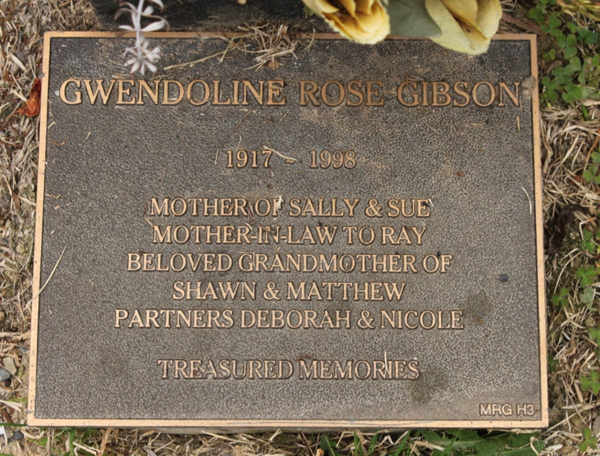 GWENDOLINE ROSE GIBSON
1917 - 1998
MOTHER OF SALLY & SUE
MOTHER-IN-LAW TO RAY
BELOVED GRANDMOTHER OF
SHAWN & MATTHEW
PARTNERS DEBORAH & NICOLE
TREASURED MEMORIES
MRG H3